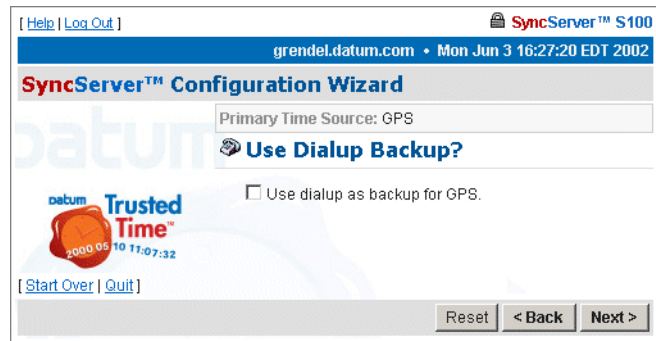 [ Help | Log Out ]
SyncServer™ S100
grendel.datum.com • Mon Jun 3 16:27:20 EDT 2002
SyncServer™ Configuration Wizard
Primary Time Source: GPS
Datum
Use Dialup Backup?
Use dialup as backup for GPS.
Datum Trusted
Time™
2000 05 10 11:07:32
[ Start Over | Quit ]
Reset
< Back
Next >